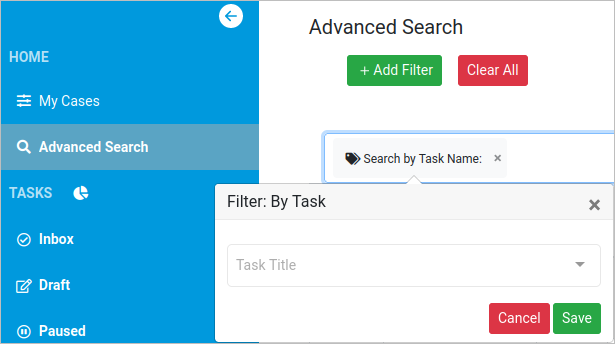 HOME
My Cases
Advanced Search
TASKS
Inbox
Draft
Paused
Advanced Search
+ Add Filter
Clear All
Search by Task Name: ×
Filter: By Task ×
Task Title
Cancel
Save